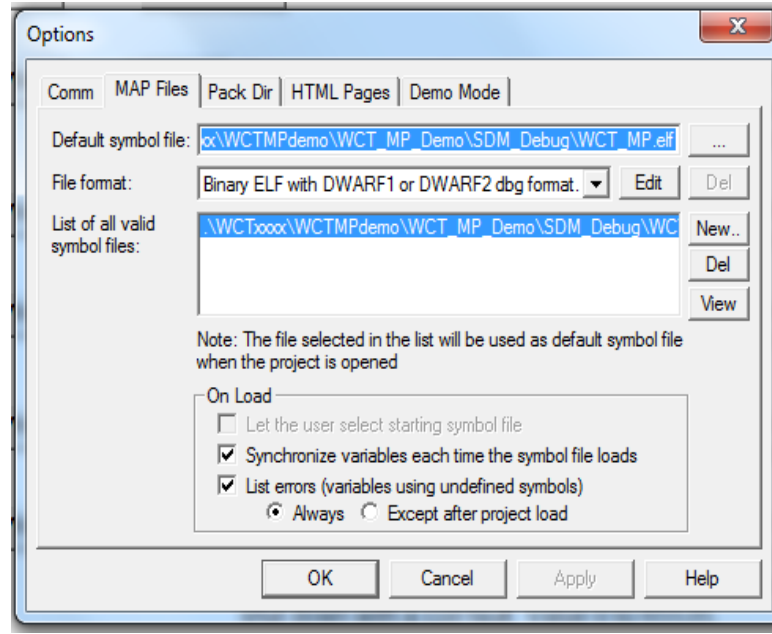 Options
Comm MAP Files Pack Dir HTML Pages Demo Mode
Default symbol file: xx\WCTMPdemo\WCT_MP_Demo\SDM_Debug\WCT_MP.elf ...
File format: Binary ELF with DWARF1 or DWARF2 dbg format. Edit Del
List of all valid symbol files: .\WCTxxxx\WCTMPdemo\WCT_MP_Demo\SDM_Debug\WC New..
Del
View
Note: The file selected in the list will be used as default symbol file
when the project is opened
On Load
Let the user select starting symbol file
Synchronize variables each time the symbol file loads
List errors (variables using undefined symbols)
Always Except after project load
OK Cancel Apply Help